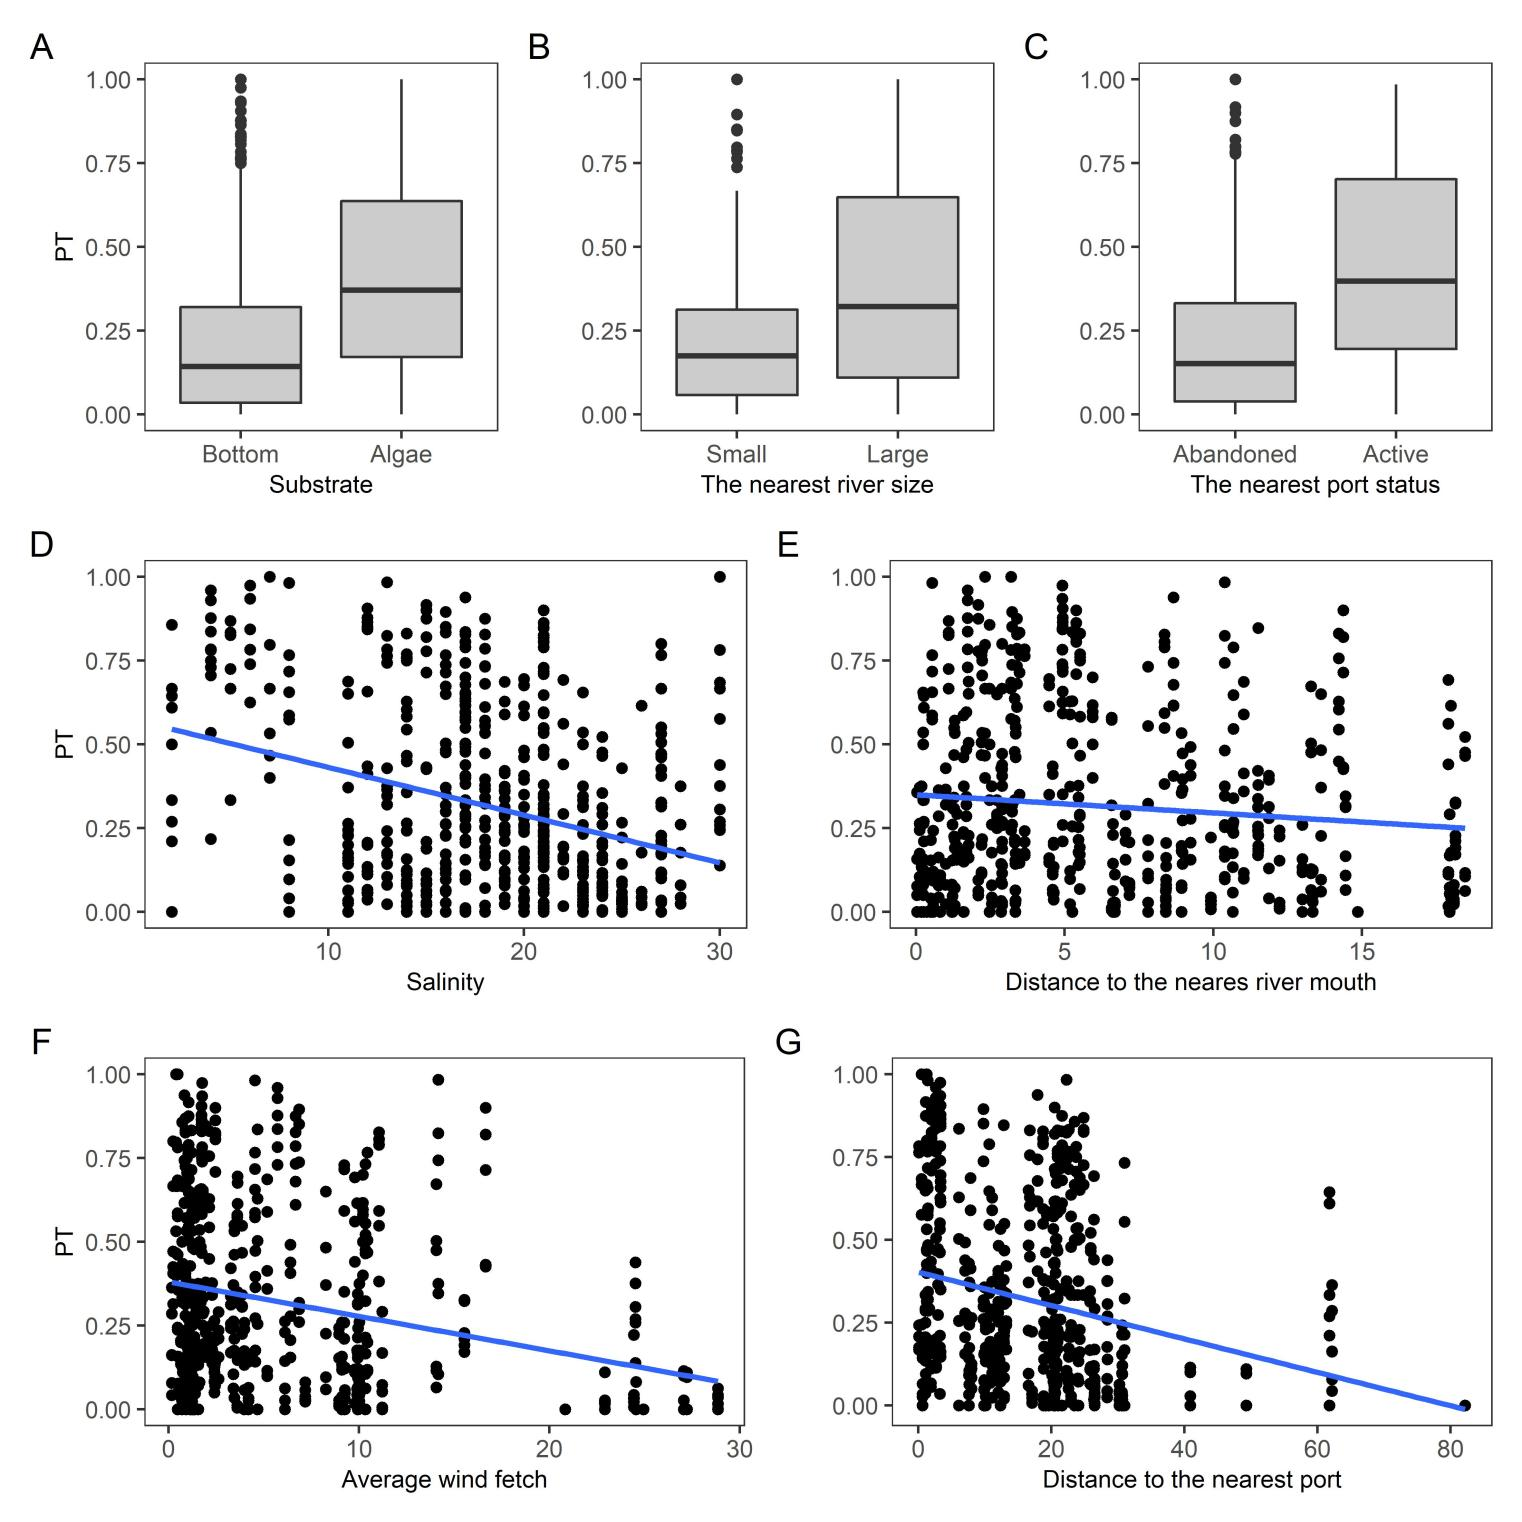 A
B
C
1.00
0.75
0.50
0.25
0.00
PT
Bottom
Algae
Substrate
1.00
0.75
0.50
0.25
0.00
Small
Large
The nearest river size
1.00
0.75
0.50
0.25
0.00
Abandoned
Active
The nearest port status
D
1.00
0.75
0.50
0.25
0.00
PT
10
20
30
Salinity
E
1.00
0.75
0.50
0.25
0.00
0
5
10
15
Distance to the neares river mouth
F
1.00
0.75
0.50
0.25
0.00
PT
0
10
20
30
Average wind fetch
G
1.00
0.75
0.50
0.25
0.00
0
20
40
60
80
Distance to the nearest port